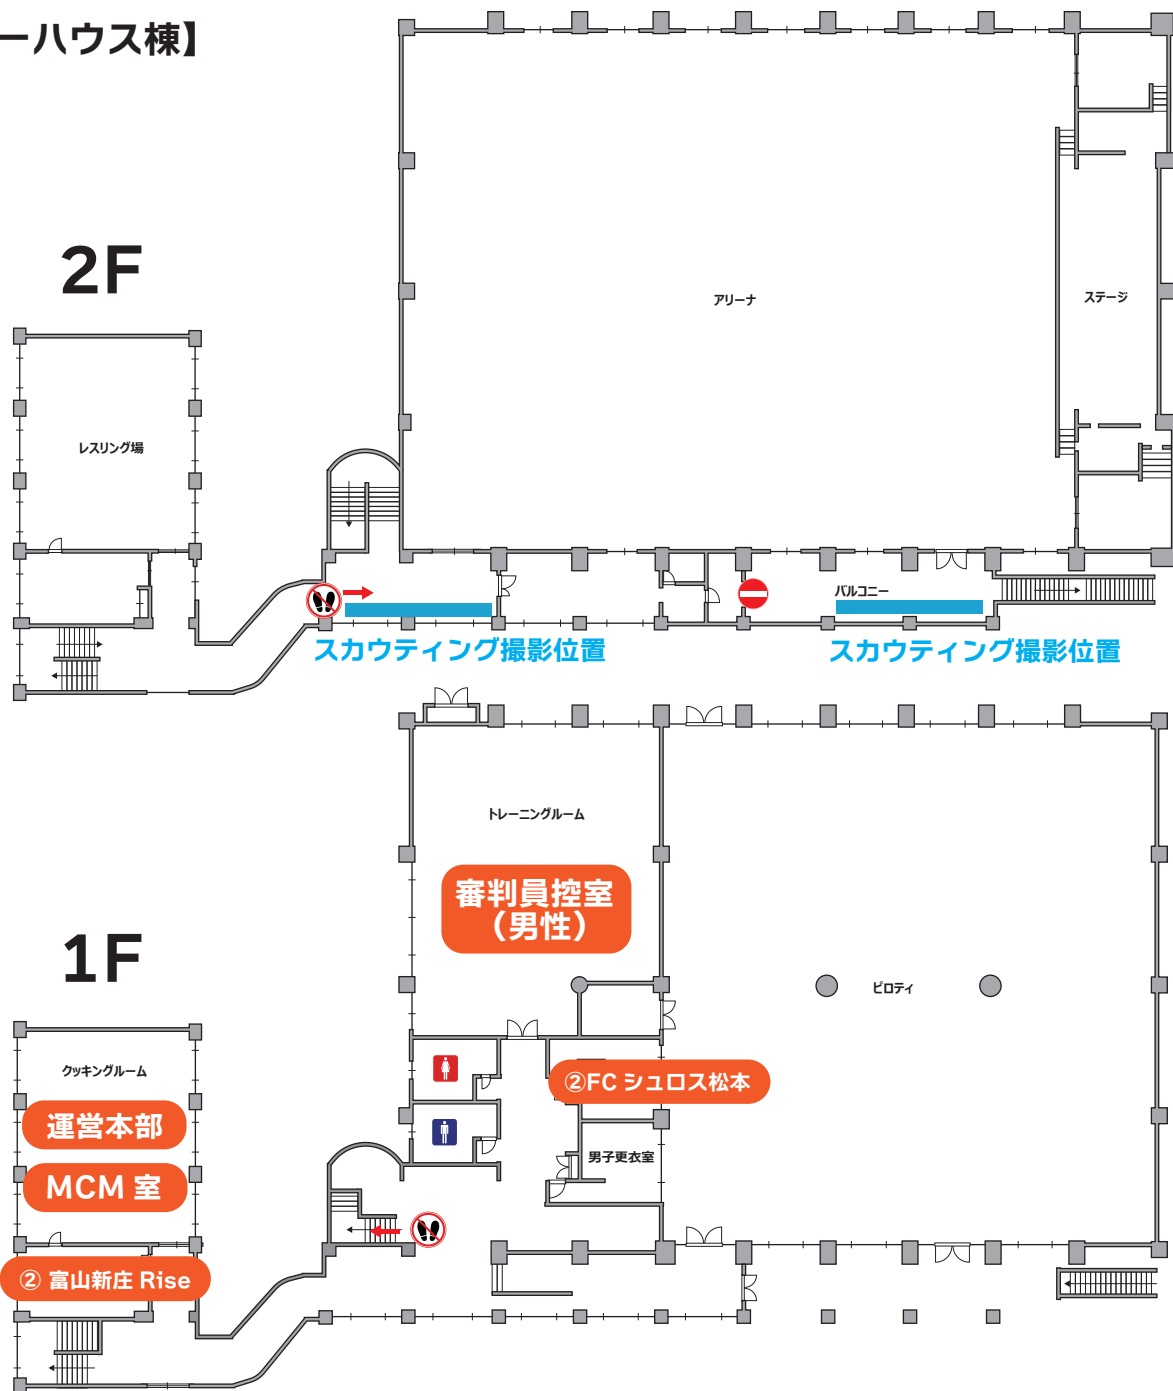 ーハウス棟】
2F
アリーナ
ステージ
レスリング場
バルコニー
スカウティング撮影位置
スカウティング撮影位置
トレーニングルーム
審判員控室
（男性）
1F
ピロティ
クッキングルーム
②FC シュロス松本
運営本部
男子更衣室
MCM 室
② 富山新庄 Rise